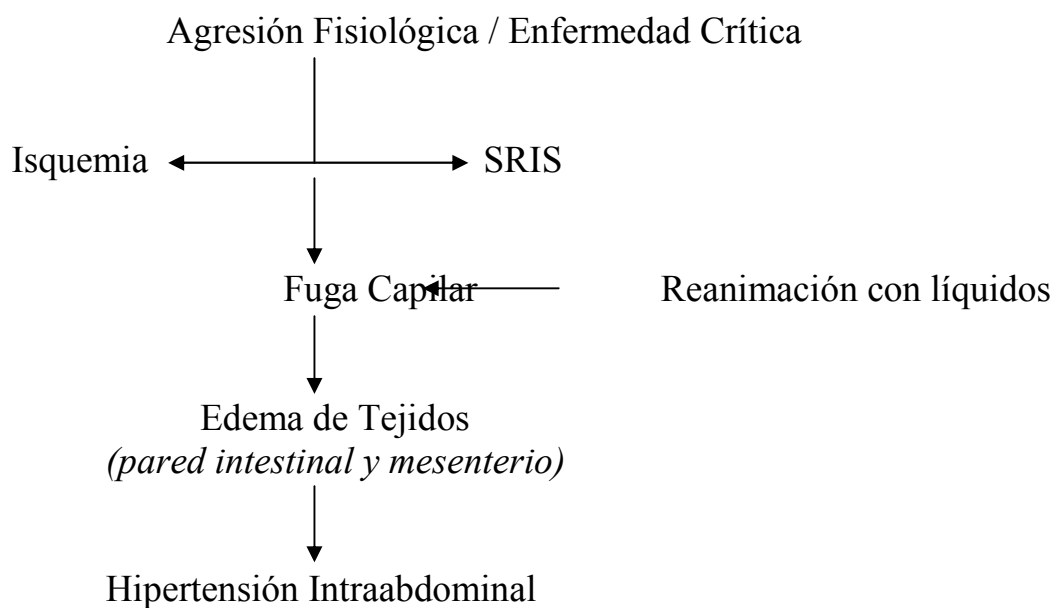 Agresión Fisiológica / Enfermedad Crítica
Isquemia
SRIS
Fuga Capilar
Reanimación con líquidos
Edema de Tejidos
(pared intestinal y mesenterio)
Hipertensión Intraabdominal